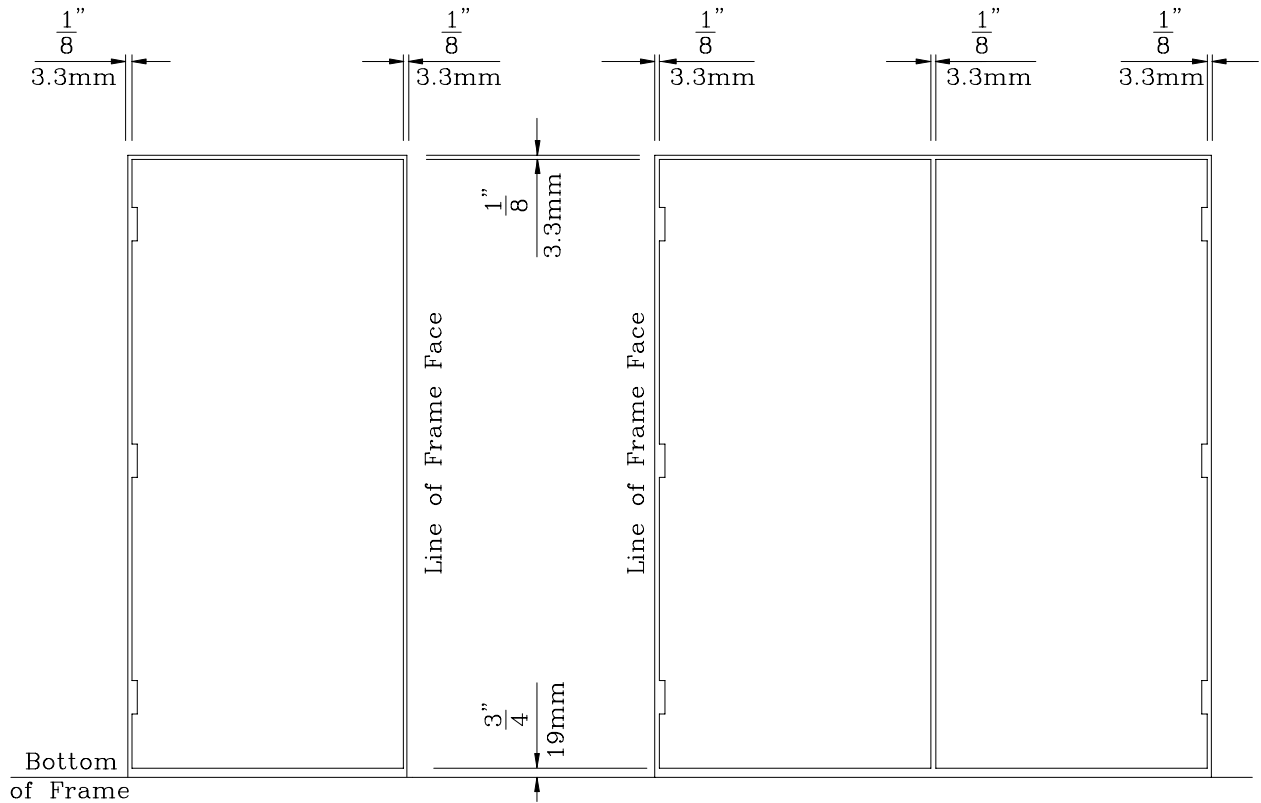 1"
8
3.3mm
1"
8
3.3mm
1"
8
3.3mm
1"
8
3.3mm
1"
8
3.3mm
1"
8
3.3mm
Line of Frame Face
Line of Frame Face
3"
4
19mm
Bottom
of Frame